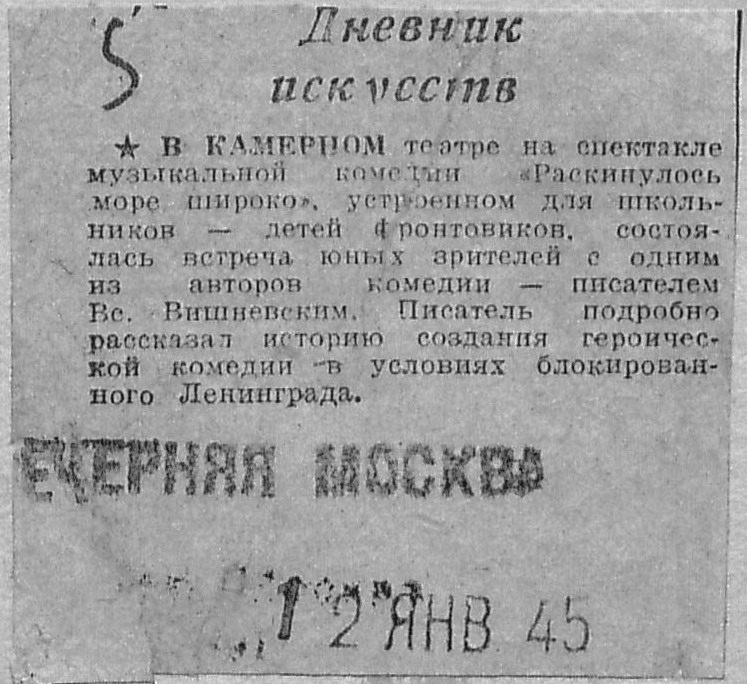 5
Дневник
искусств
★ В КАМЕРНОМ театре на спектакле
музыкальной комедии «Раскинулось
море широко», устроенном для школь-
ников — детей фронтовиков, состоя-
лась встреча юных зрителей с одним
из авторов комедии — писателем
Вс. Вишневским. Писатель подробно
рассказал историю создания героичес-
кой комедии в условиях блокирован-
ного Ленинграда.
ЕЧЕРНЯЯ МОСКВА
12 ЯНВ 45